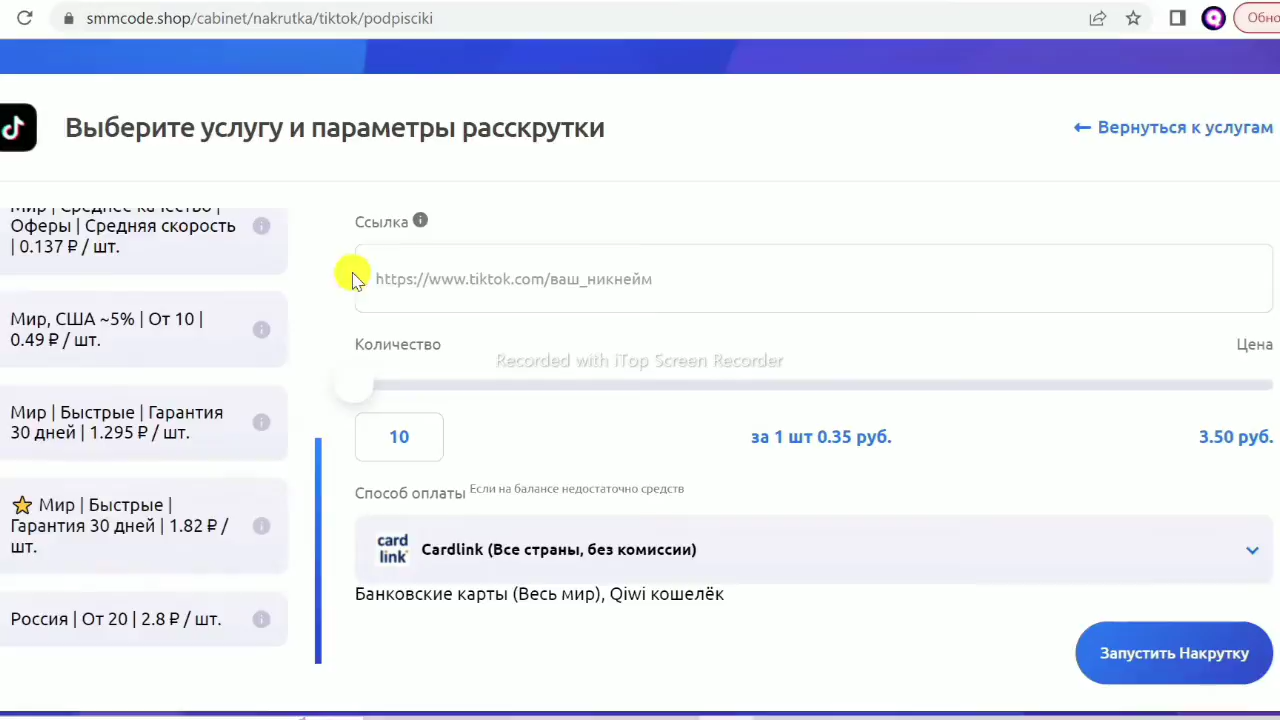 smmcode.shop/cabinet/nakrutka/tiktok/podpisciki
Обно
Выберите услугу и параметры расскрутки
← Вернуться к услугам
Мир | Среднее качество |
Оферы | Средняя скорость
| 0.137 ₽ / шт.
Мир, США ~5% | От 10 |
0.49 ₽ / шт.
Мир | Быстрые | Гарантия
30 дней | 1.295 ₽ / шт.
⭐ Мир | Быстрые |
Гарантия 30 дней | 1.82 ₽ /
шт.
Россия | От 20 | 2.8 ₽ / шт.
Ссылка
https://www.tiktok.com/ваш_никнейм
Количество
Цена
Recorded with iTop Screen Recorder
10
за 1 шт 0.35 руб.
3.50 руб.
Способ оплаты Если на балансе недостаточно средств
card
link
Cardlink (Все страны, без комиссии)
Банковские карты (Весь мир), Qiwi кошелёк
Запустить Накрутку